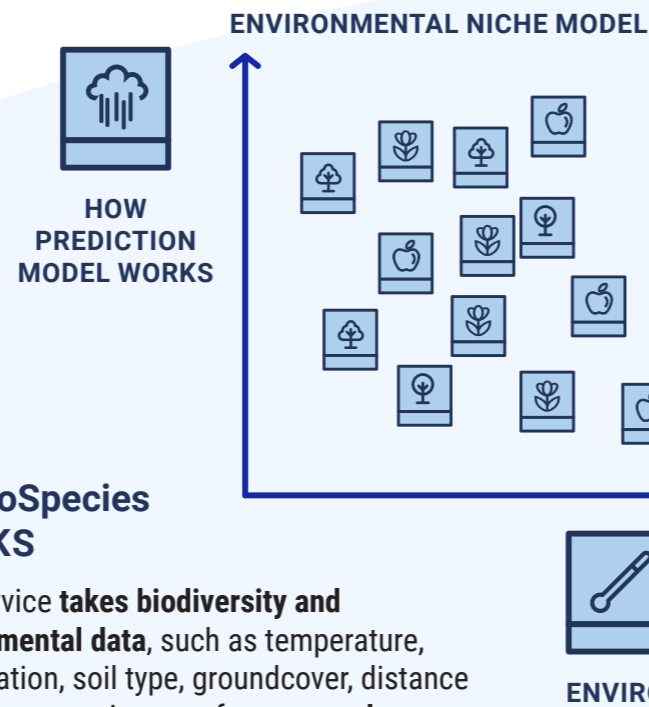 ENVIRONMENTAL NICHE MODEL
HOW
PREDICTION
MODEL WORKS
oSpecies
KS
vice takes biodiversity and
mental data, such as temperature,
ation, soil type, groundcover, distance
ENVIRO